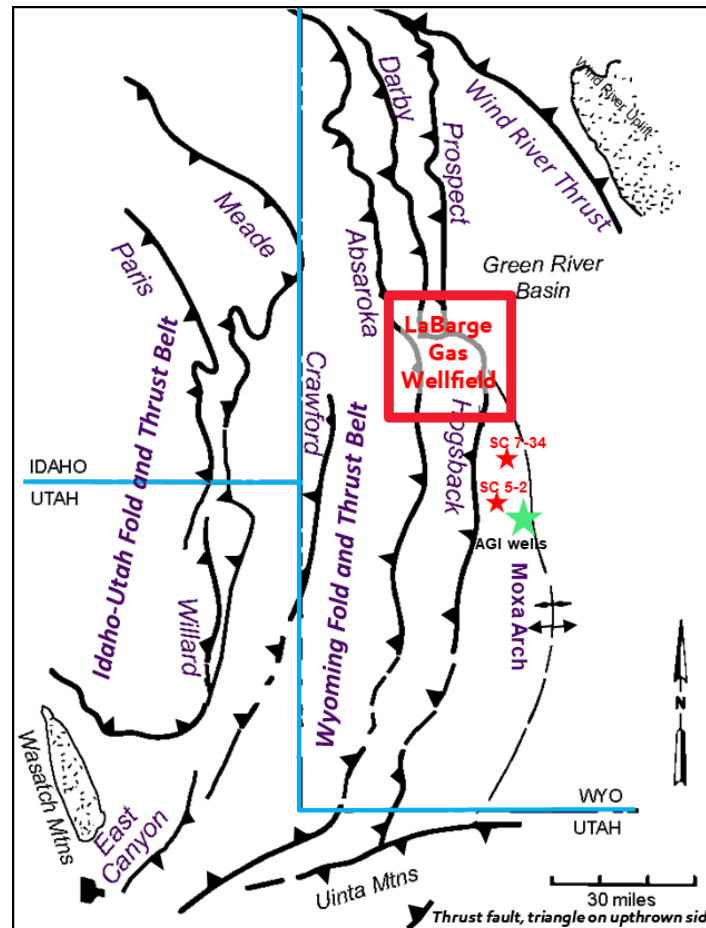 Darby
Prospect
Wind River Thrust
Wind River Uplift
Meade
Paris
Absaroka
Green River
Basin
LaBarge
Gas
Wellfield
Idaho-Utah Fold and Thrust Belt
Crawford
Wyoming Fold and Thrust Belt
Hogsback
SC 7-34
IDAHO
UTAH
SC 5-2
AGI wells
Moxa Arch
Willard
N
Wasatch Mtns
East
Canyon
WYO
UTAH
Uinta Mtns
30 miles
Thrust fault, triangle on upthrown sid